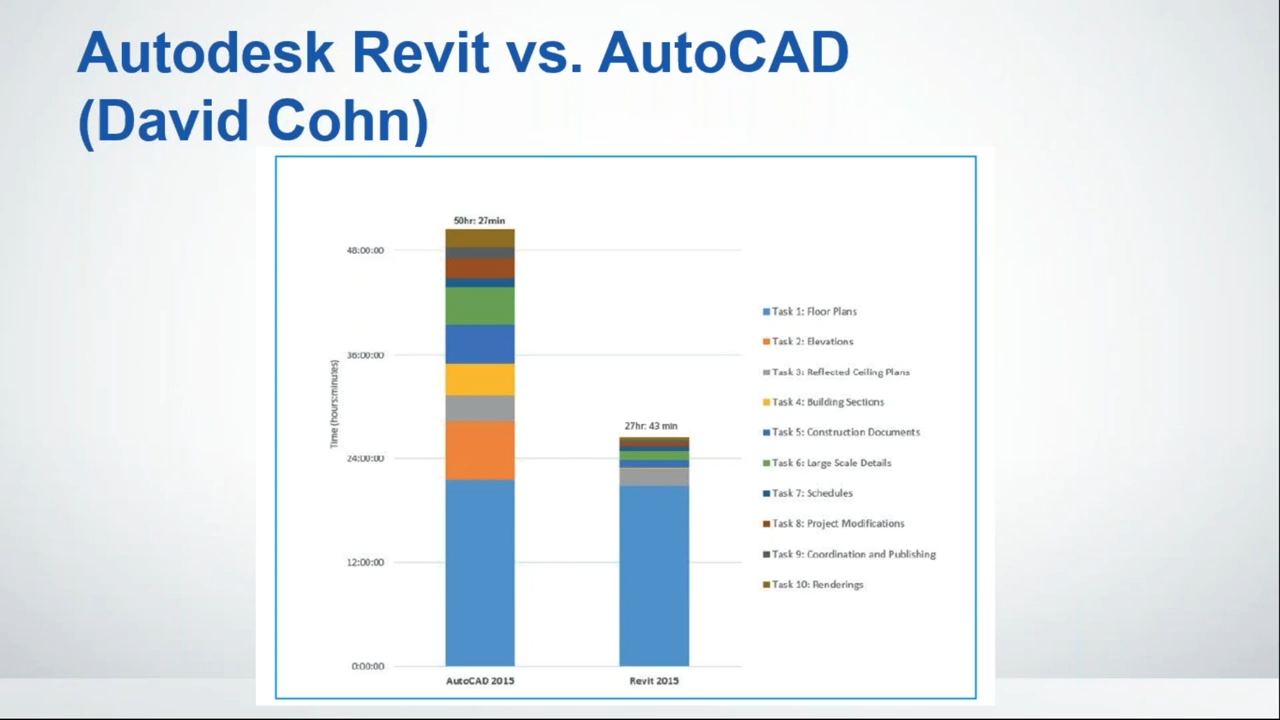 Autodesk Revit vs. AutoCAD
(David Cohn)
50hr: 27min
48:00:00
36:00:00
24:00:00
12:00:00
0:00:00
Time (hours:minutes)
27hr: 43 min
AutoCAD 2015
Revit 2015
Task 1: Floor Plans
Task 2: Elevations
Task 3: Reflected Ceiling Plans
Task 4: Building Sections
Task 5: Construction Documents
Task 6: Large Scale Details
Task 7: Schedules
Task 8: Project Modifications
Task 9: Coordination and Publishing
Task 10: Renderings